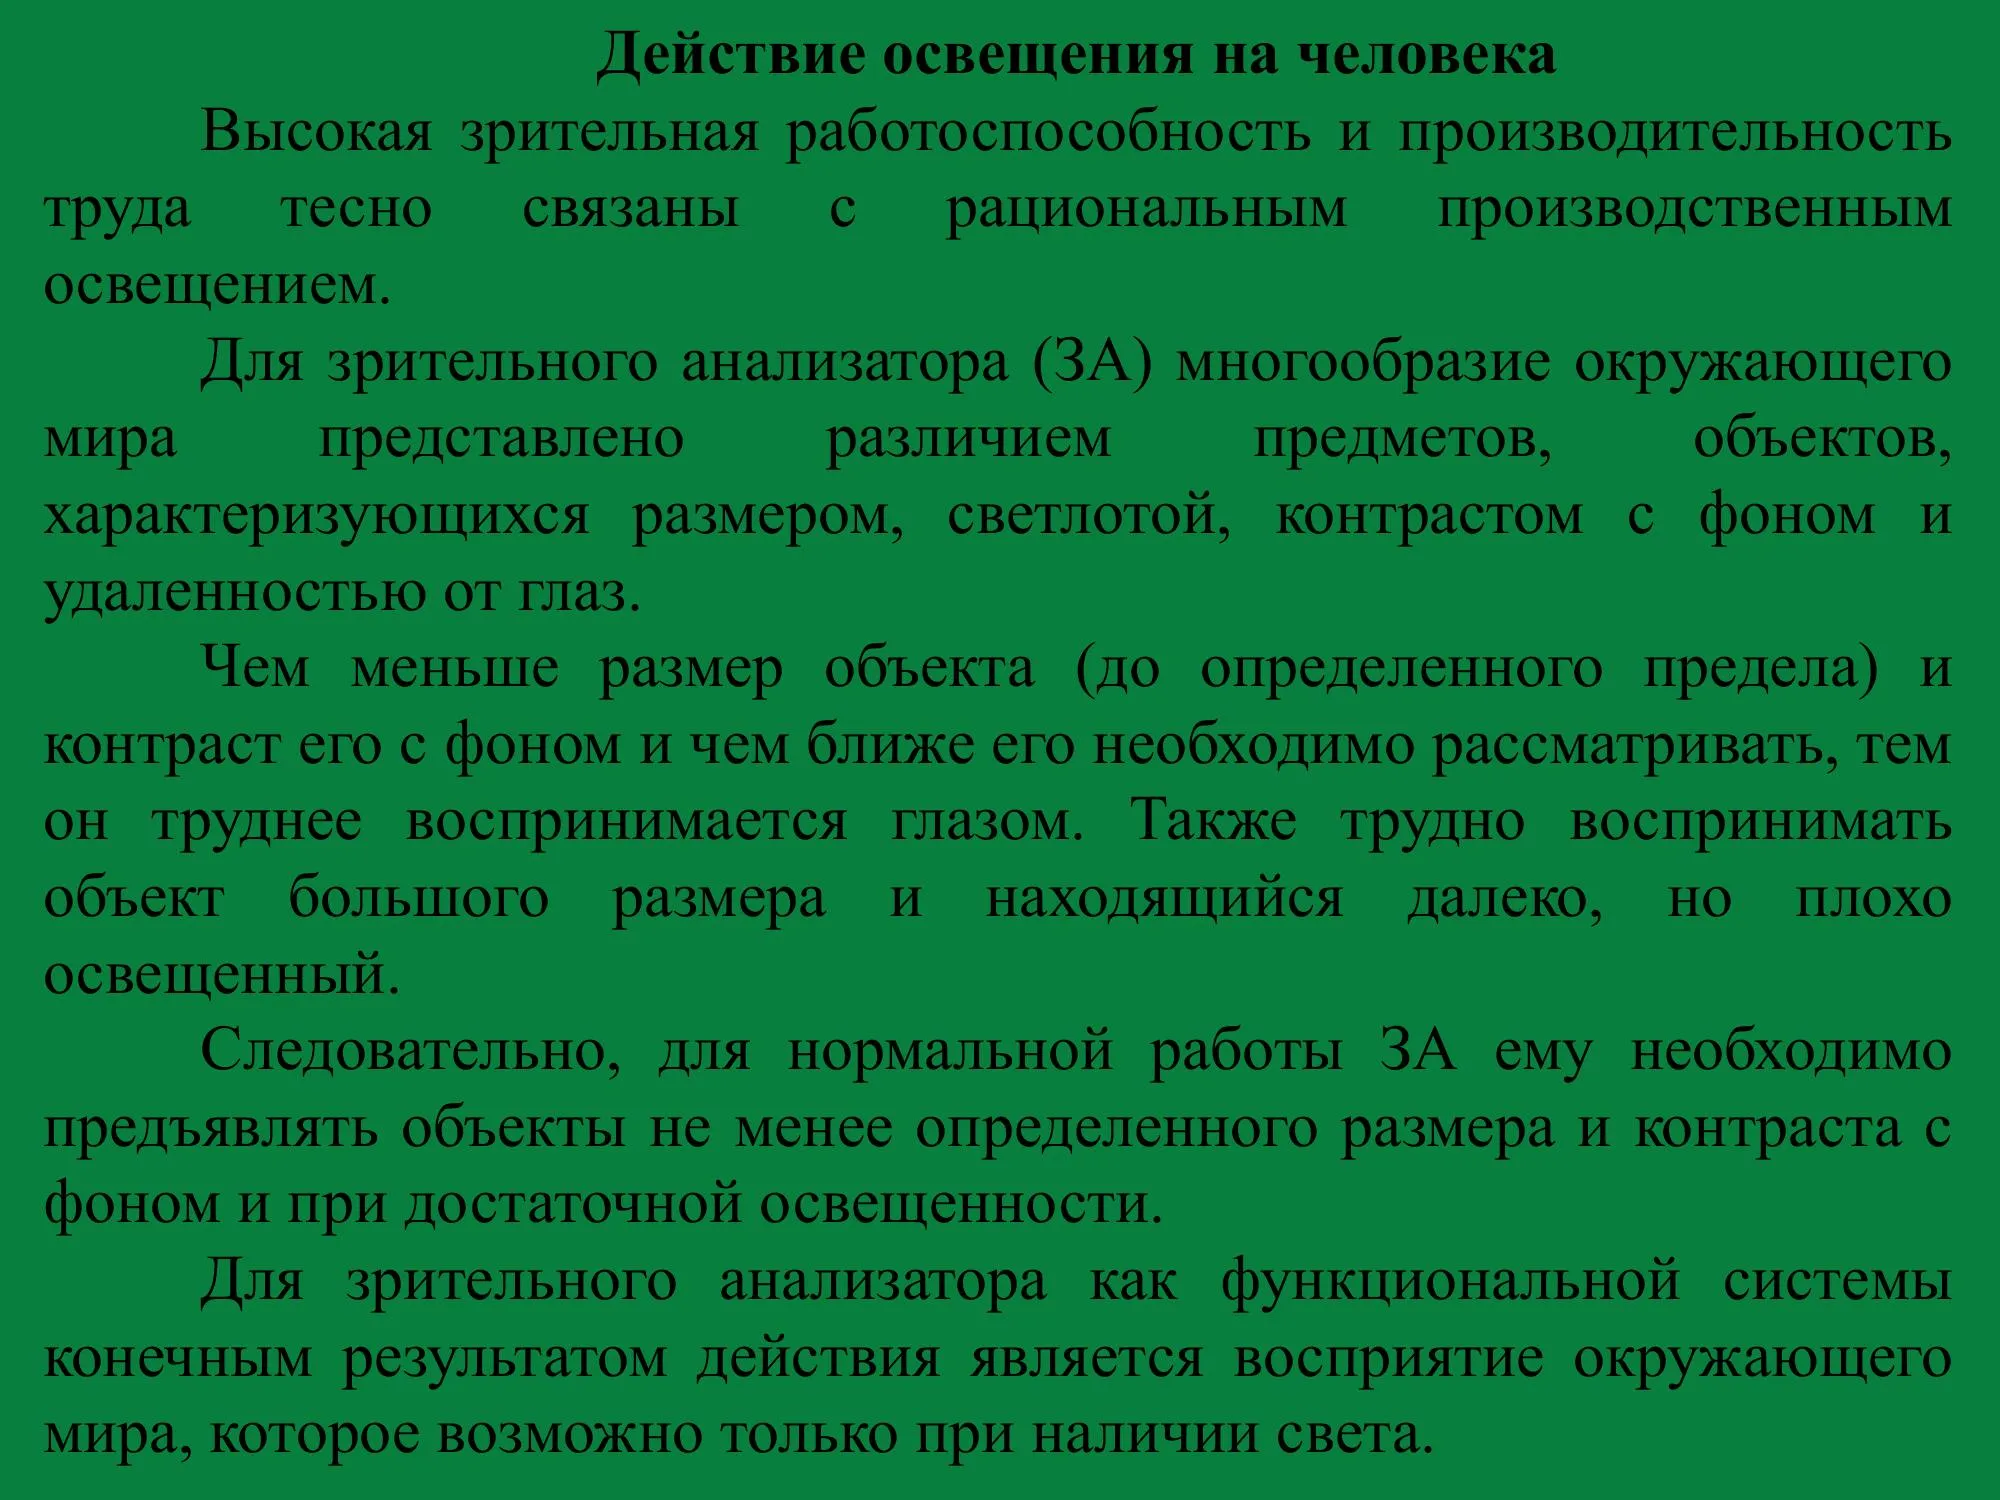 Действие освещения на человека
Высокая зрительная работоспособность и производительность
труда тесно связаны с рациональным производственным
освещением.
Для зрительного анализатора (ЗА) многообразие окружающего
мира представлено различием предметов, объектов,
характеризующихся размером, светлотой, контрастом с фоном и
удаленностью от глаз.
Чем меньше размер объекта (до определенного предела) и
контраст его с фоном и чем ближе его необходимо рассматривать, тем
он труднее воспринимается глазом. Также трудно воспринимать
объект большого размера и находящийся далеко, но плохо
освещенный.
Следовательно, для нормальной работы ЗА ему необходимо
предъявлять объекты не менее определенного размера и контраста с
фоном и при достаточной освещенности.
Для зрительного анализатора как функциональной системы
конечным результатом действия является восприятие окружающего
мира, которое возможно только при наличии света.